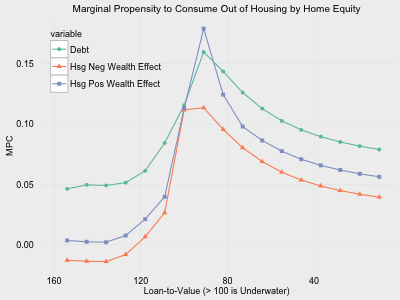 Marginal Propensity to Consume Out of Housing by Home Equity
variable
Debt
Hsg Neg Wealth Effect
Hsg Pos Wealth Effect
MPC
0.15
0.10
0.05
0.00
160
120
80
40
Loan-to-Value (> 100 is Underwater)